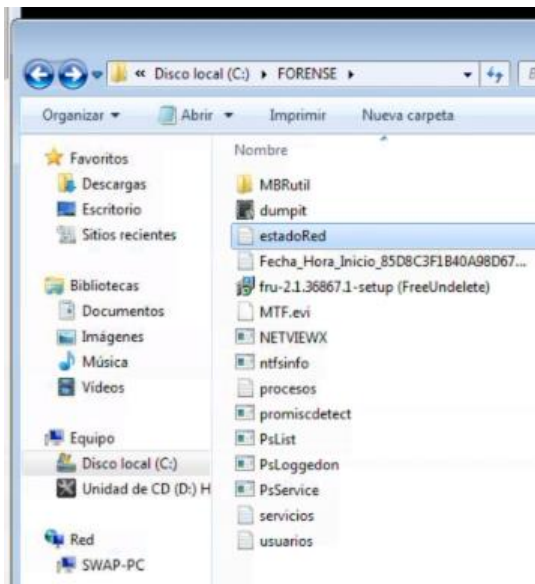 « Disco local (C:) ▸ FORENSE ▸
Organizar Abrir Imprimir Nueva carpeta
Favoritos
Descargas
Escritorio
Sitios recientes
Bibliotecas
Documentos
Imágenes
Música
Vídeos
Equipo
Disco local (C:)
Unidad de CD (D:) H
Red
SWAP-PC
Nombre
MBRutil
dumpit
estadoRed
Fecha_Hora_Inicio_85D8C3F1B40A98D67...
fru-2.1.36867.1-setup (FreeUndelete)
MTF.evi
NETVIEWX
ntfsinfo
procesos
promiscdetect
PsList
PsLoggedon
PsService
servicios
usuarios